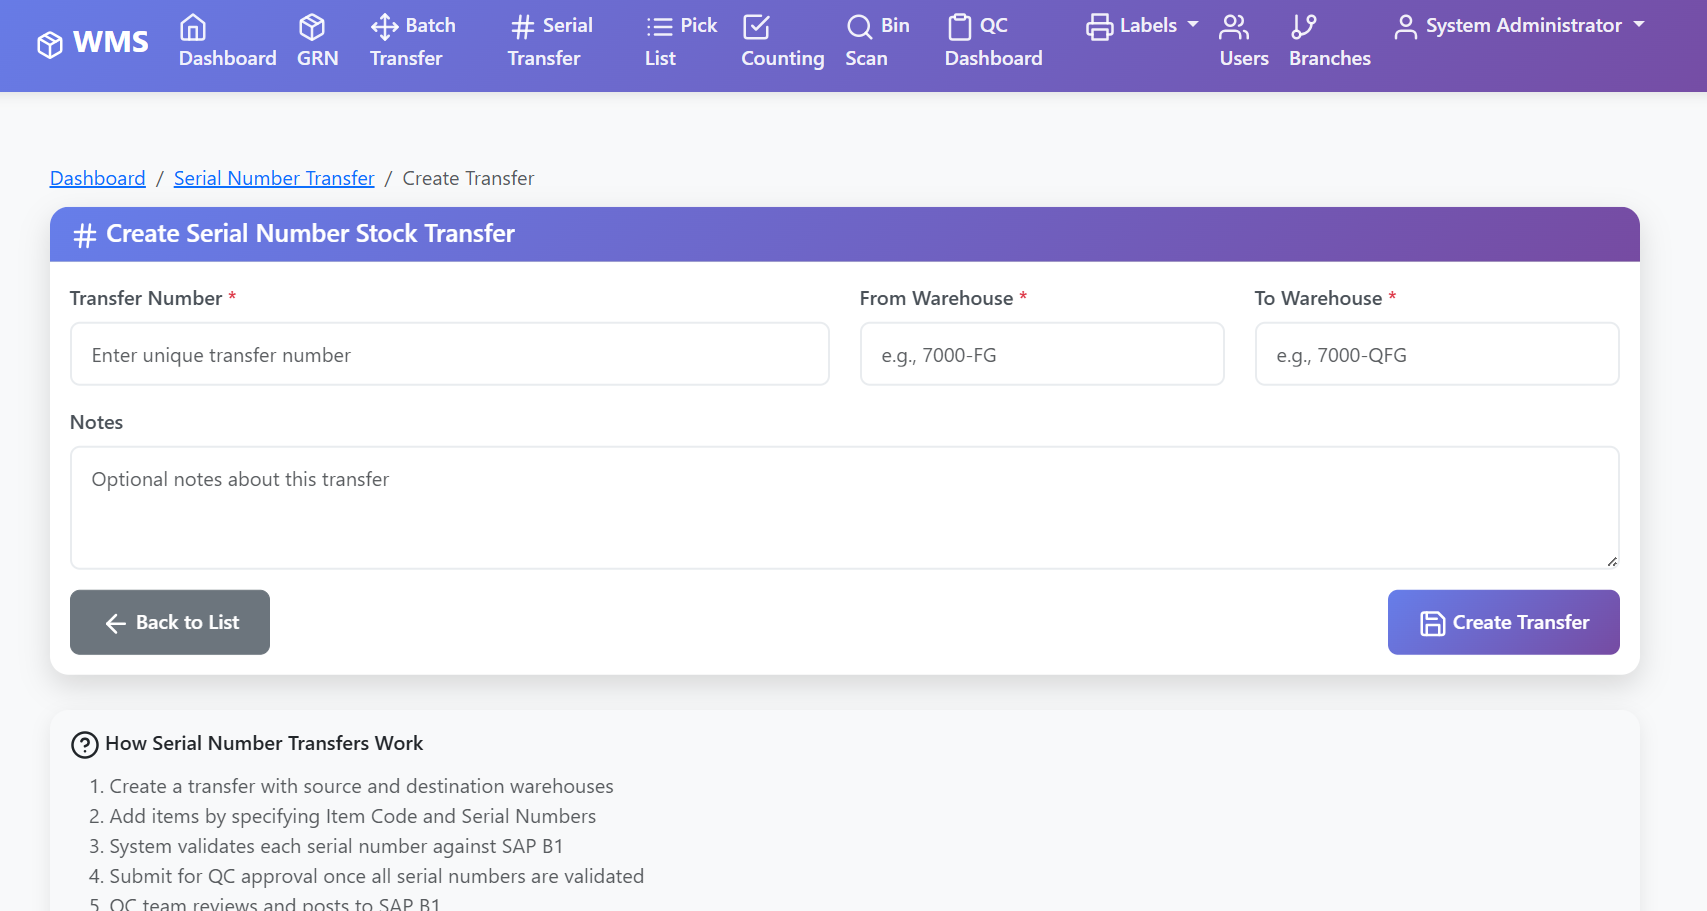 WMS
Dashboard
GRN
Batch
Transfer
Serial
Transfer
Pick
List
Counting
Bin
Scan
QC
Dashboard
Labels
Users
Branches
System Administrator
Dashboard / Serial Number Transfer / Create Transfer
# Create Serial Number Stock Transfer
Transfer Number *
From Warehouse *
To Warehouse *
Enter unique transfer number
e.g., 7000-FG
e.g., 7000-QFG
Notes
Optional notes about this transfer
Back to List
Create Transfer
How Serial Number Transfers Work
1. Create a transfer with source and destination warehouses
2. Add items by specifying Item Code and Serial Numbers
3. System validates each serial number against SAP B1
4. Submit for QC approval once all serial numbers are validated
5. QC team reviews and posts to SAP B1